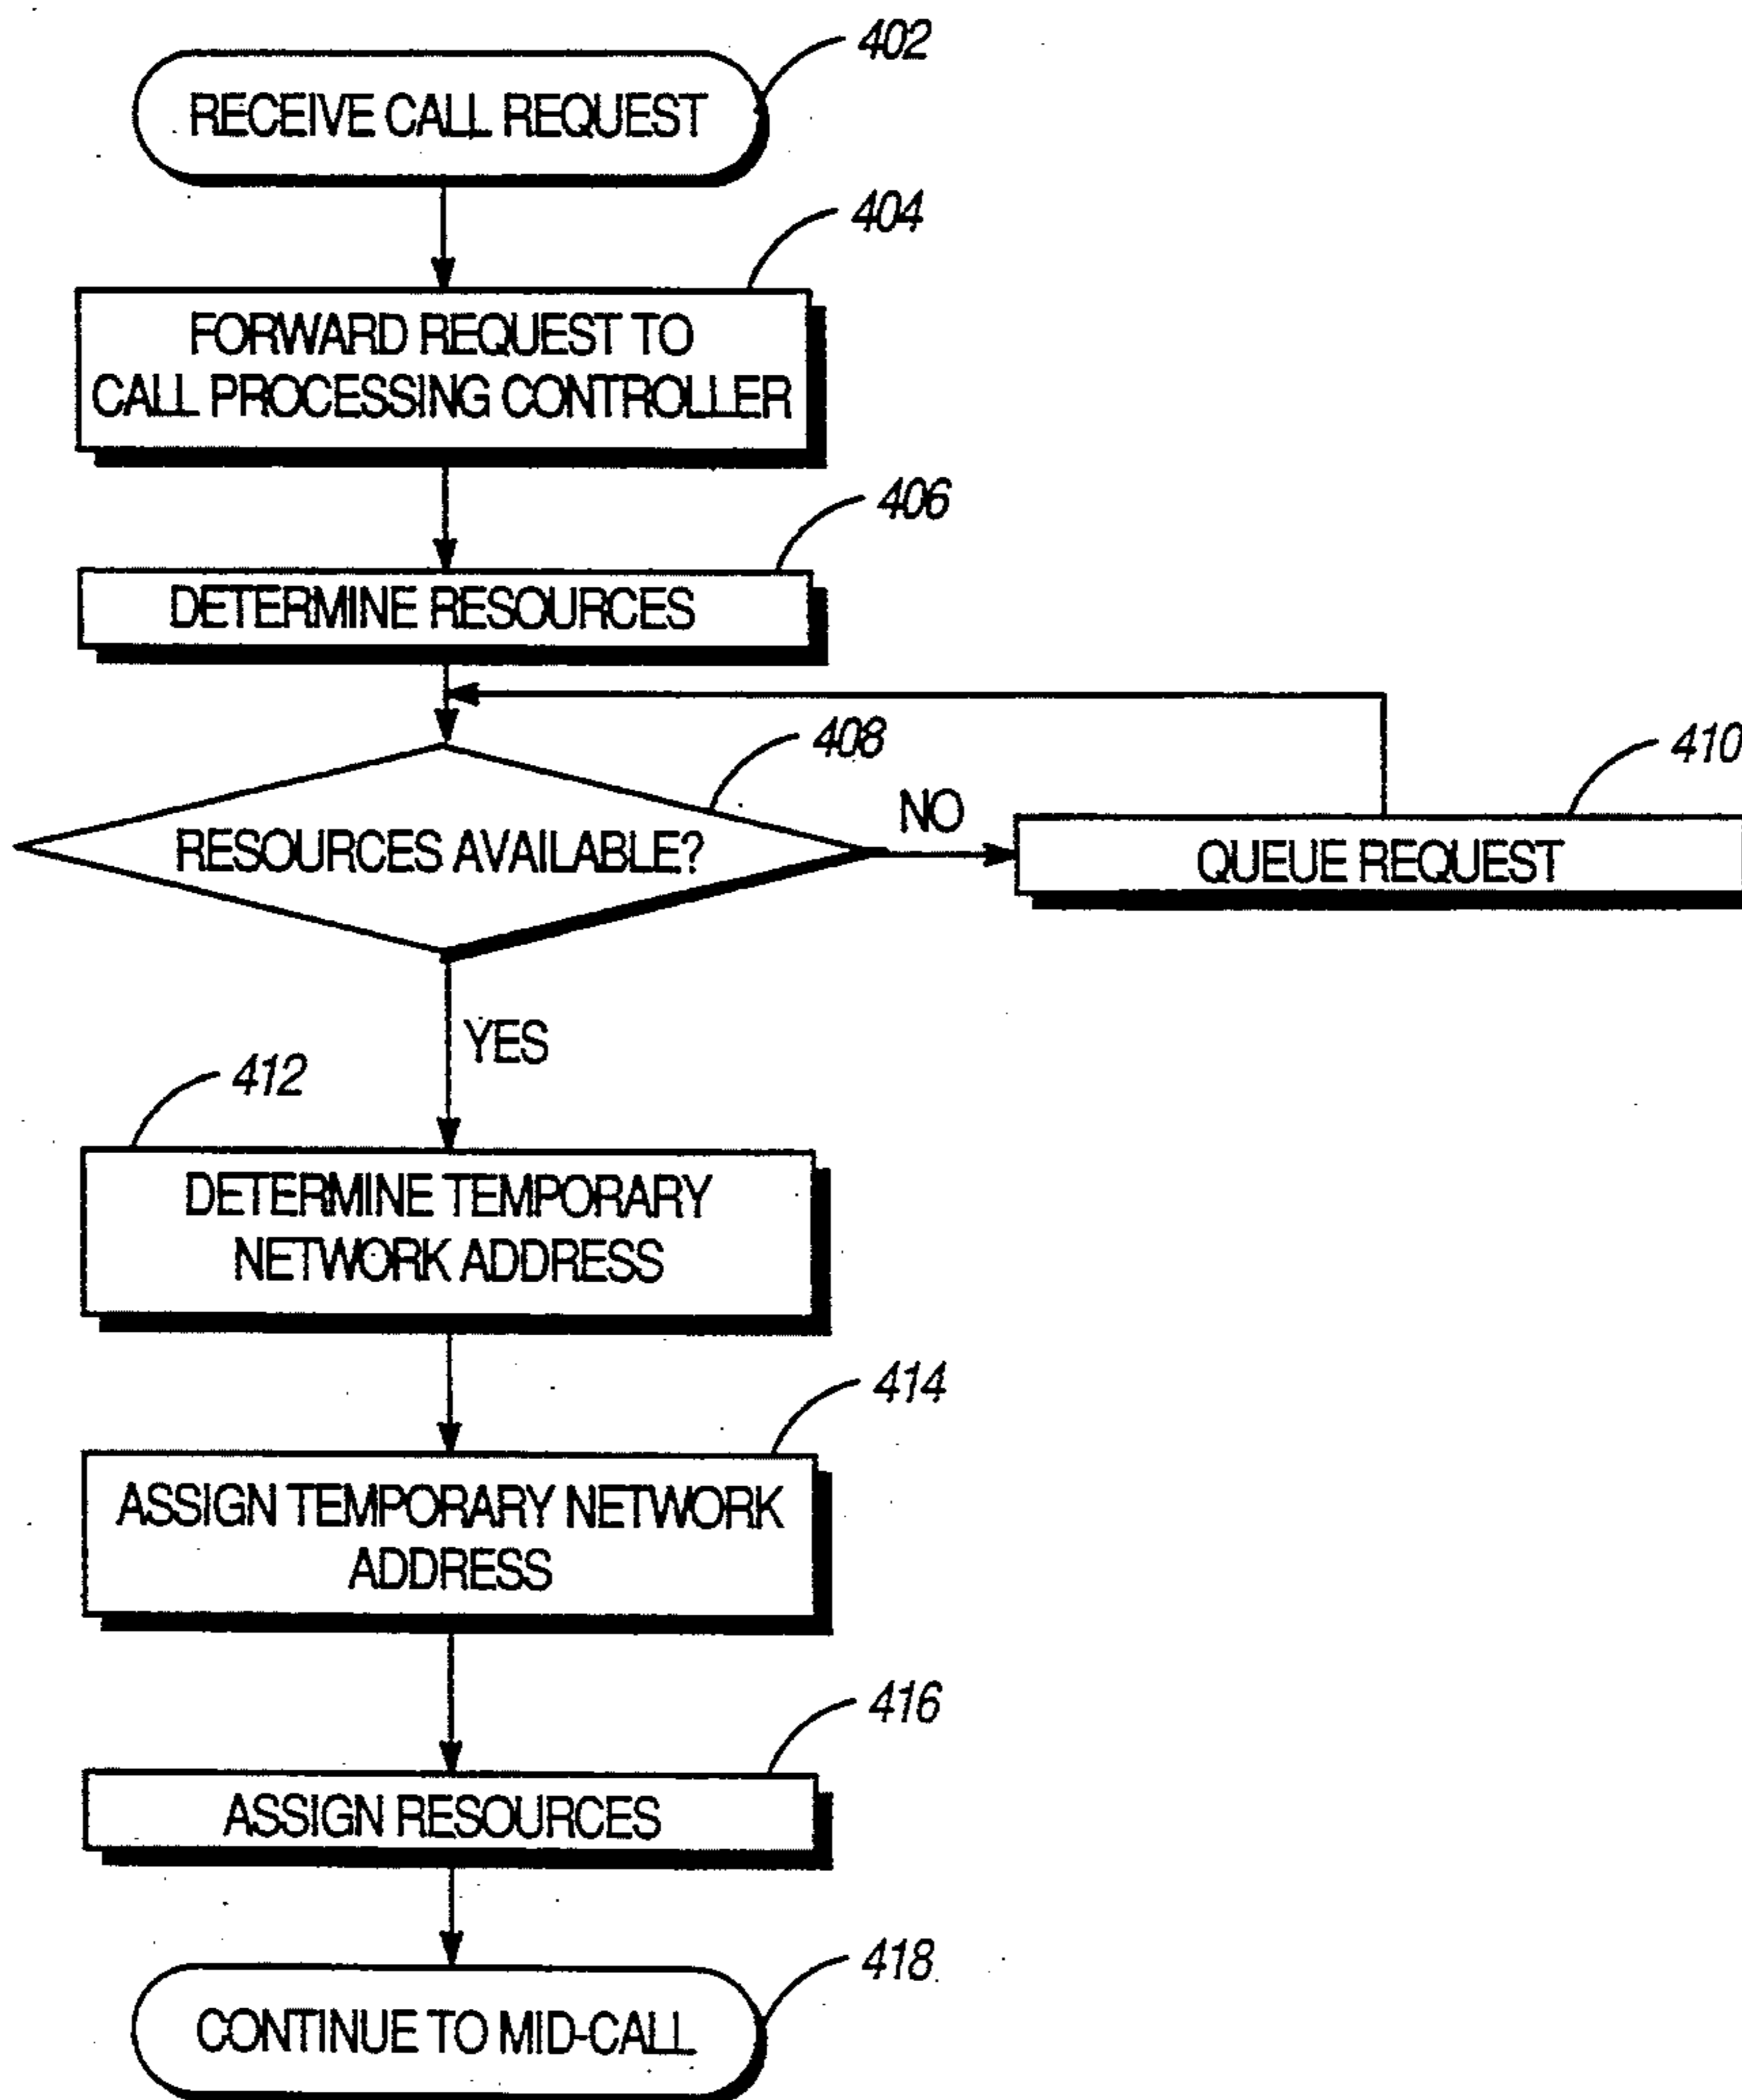 402
RECEIVE CALL REQUEST
404
FORWARD REQUEST TO
CALL PROCESSING CONTROLLER
406
DETERMINE RESOURCES
408
RESOURCES AVAILABLE?
NO
410
QUEUE REQUEST
YES
412
DETERMINE TEMPORARY
NETWORK ADDRESS
414
ASSIGN TEMPORARY NETWORK
ADDRESS
416
ASSIGN RESOURCES
418
CONTINUE TO MID-CALL